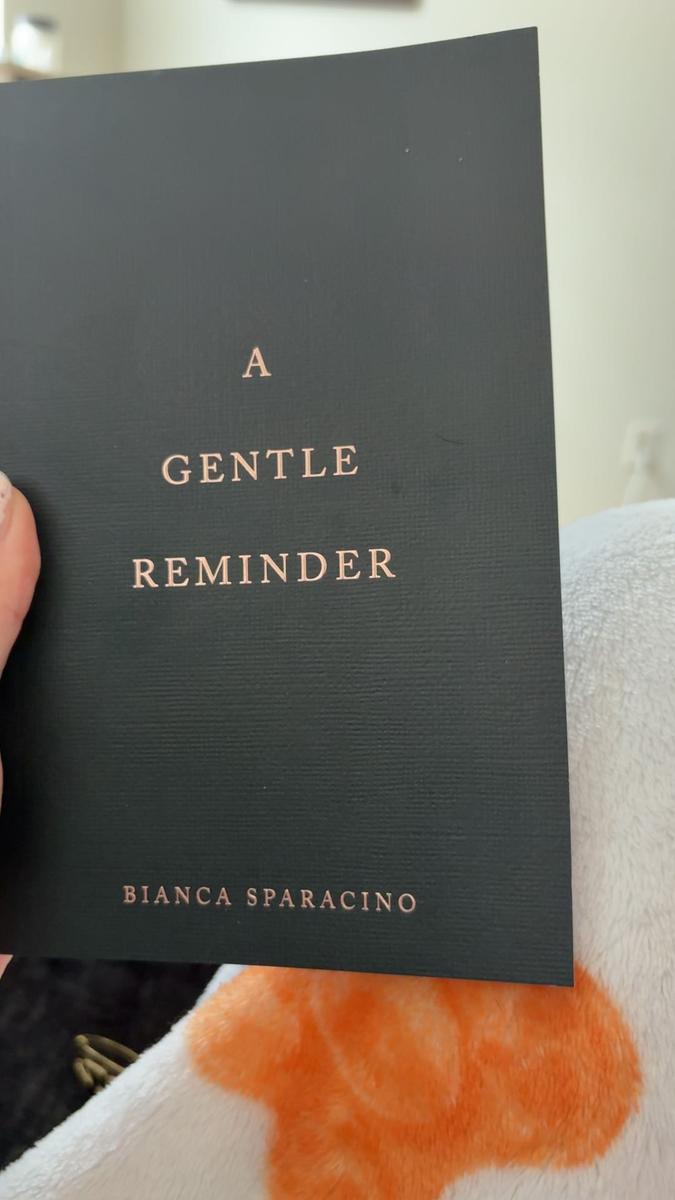 A
GENTLE
REMINDER
BIANCA SPARACINO